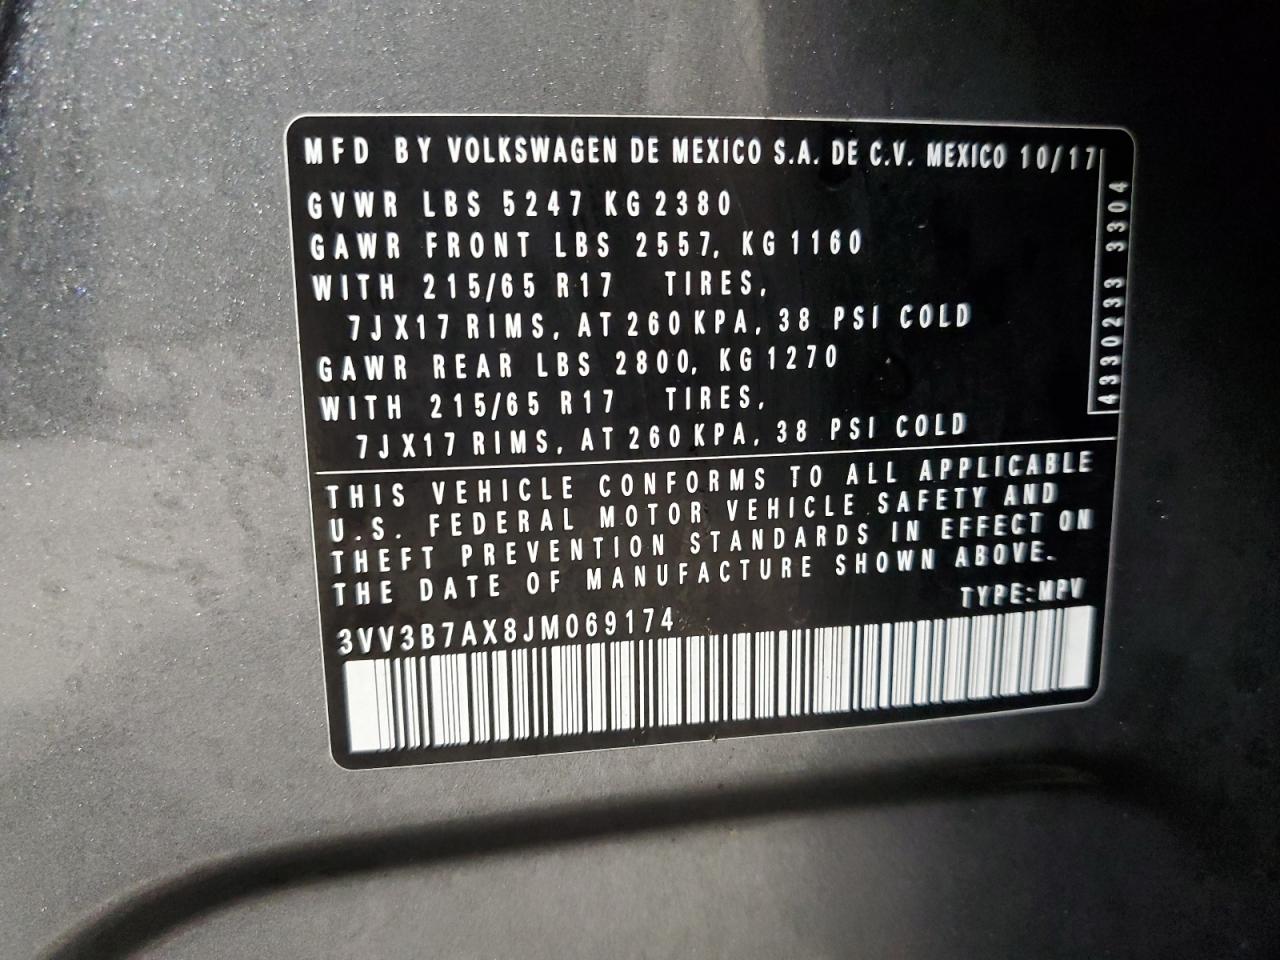 MFD BY VOLKSWAGEN DE MEXICO S.A. DE C.V. MEXICO 10/17
GVWR LBS 5247 KG 2380
GAWR FRONT LBS 2557, KG 1160
WITH 215/65 R17 TIRES,
7JX17 RIMS, AT 260 KPA, 38 PSI COLD
GAWR REAR LBS 2800, KG 1270
WITH 215/65 R17 TIRES,
7JX17 RIMS, AT 260 KPA, 38 PSI COLD
4330233 3304
THIS VEHICLE CONFORMS TO ALL APPLICABLE
U.S. FEDERAL MOTOR VEHICLE SAFETY AND
THEFT PREVENTION STANDARDS IN EFFECT ON
THE DATE OF MANUFACTURE SHOWN ABOVE.
TYPE:MPV
3VV3B7AX8JM069174